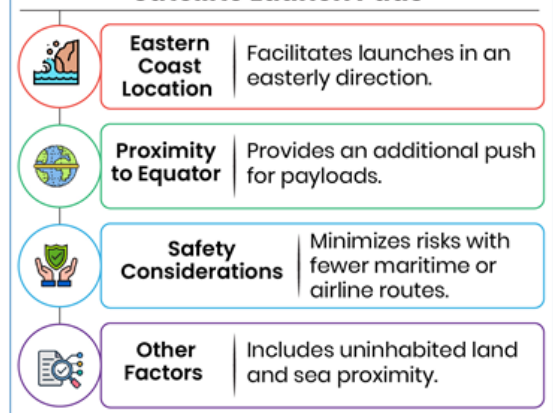 Eastern
Coast
Location
Facilitates launches in an
easterly direction.
Proximity
to Equator
Provides an additional push
for payloads.
Safety
Considerations
Minimizes risks with
fewer maritime or
airline routes.
Other
Factors
Includes uninhabited land
and sea proximity.